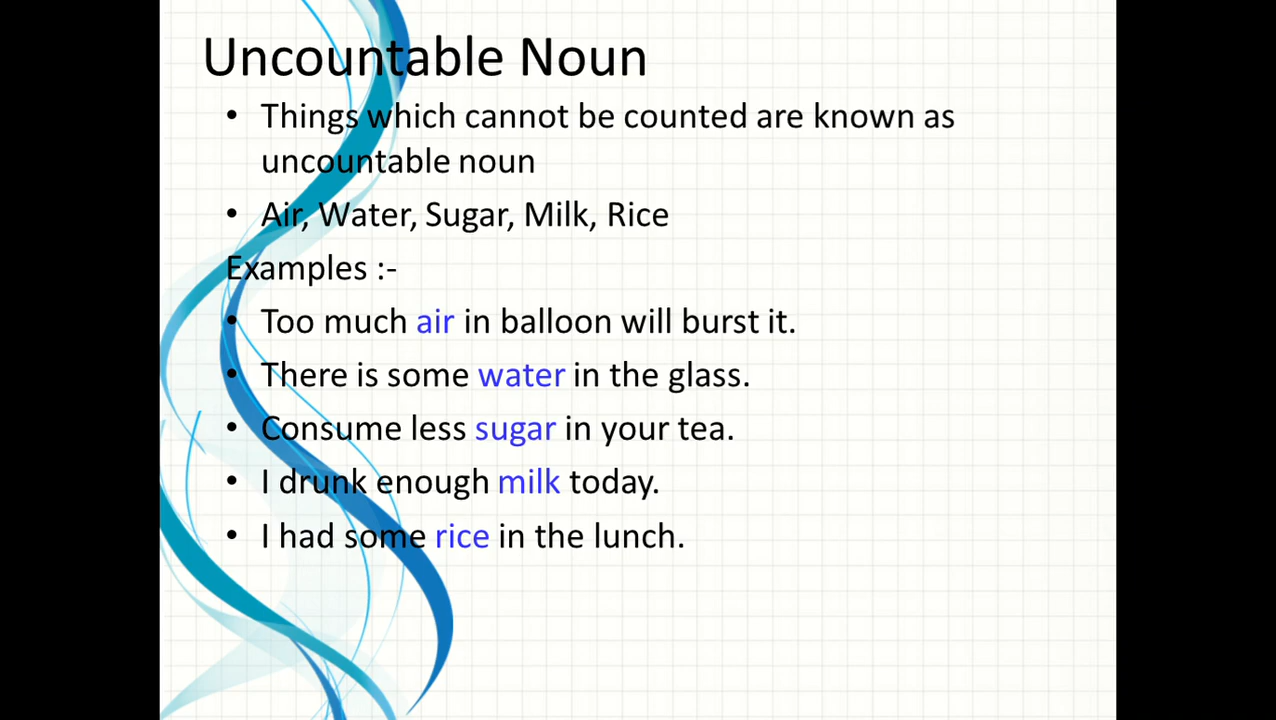 Uncountable Noun
• Things which cannot be counted are known as
uncountable noun
• Air, Water, Sugar, Milk, Rice
Examples :-
• Too much air in balloon will burst it.
• There is some water in the glass.
• Consume less sugar in your tea.
• I drunk enough milk today.
• I had some rice in the lunch.